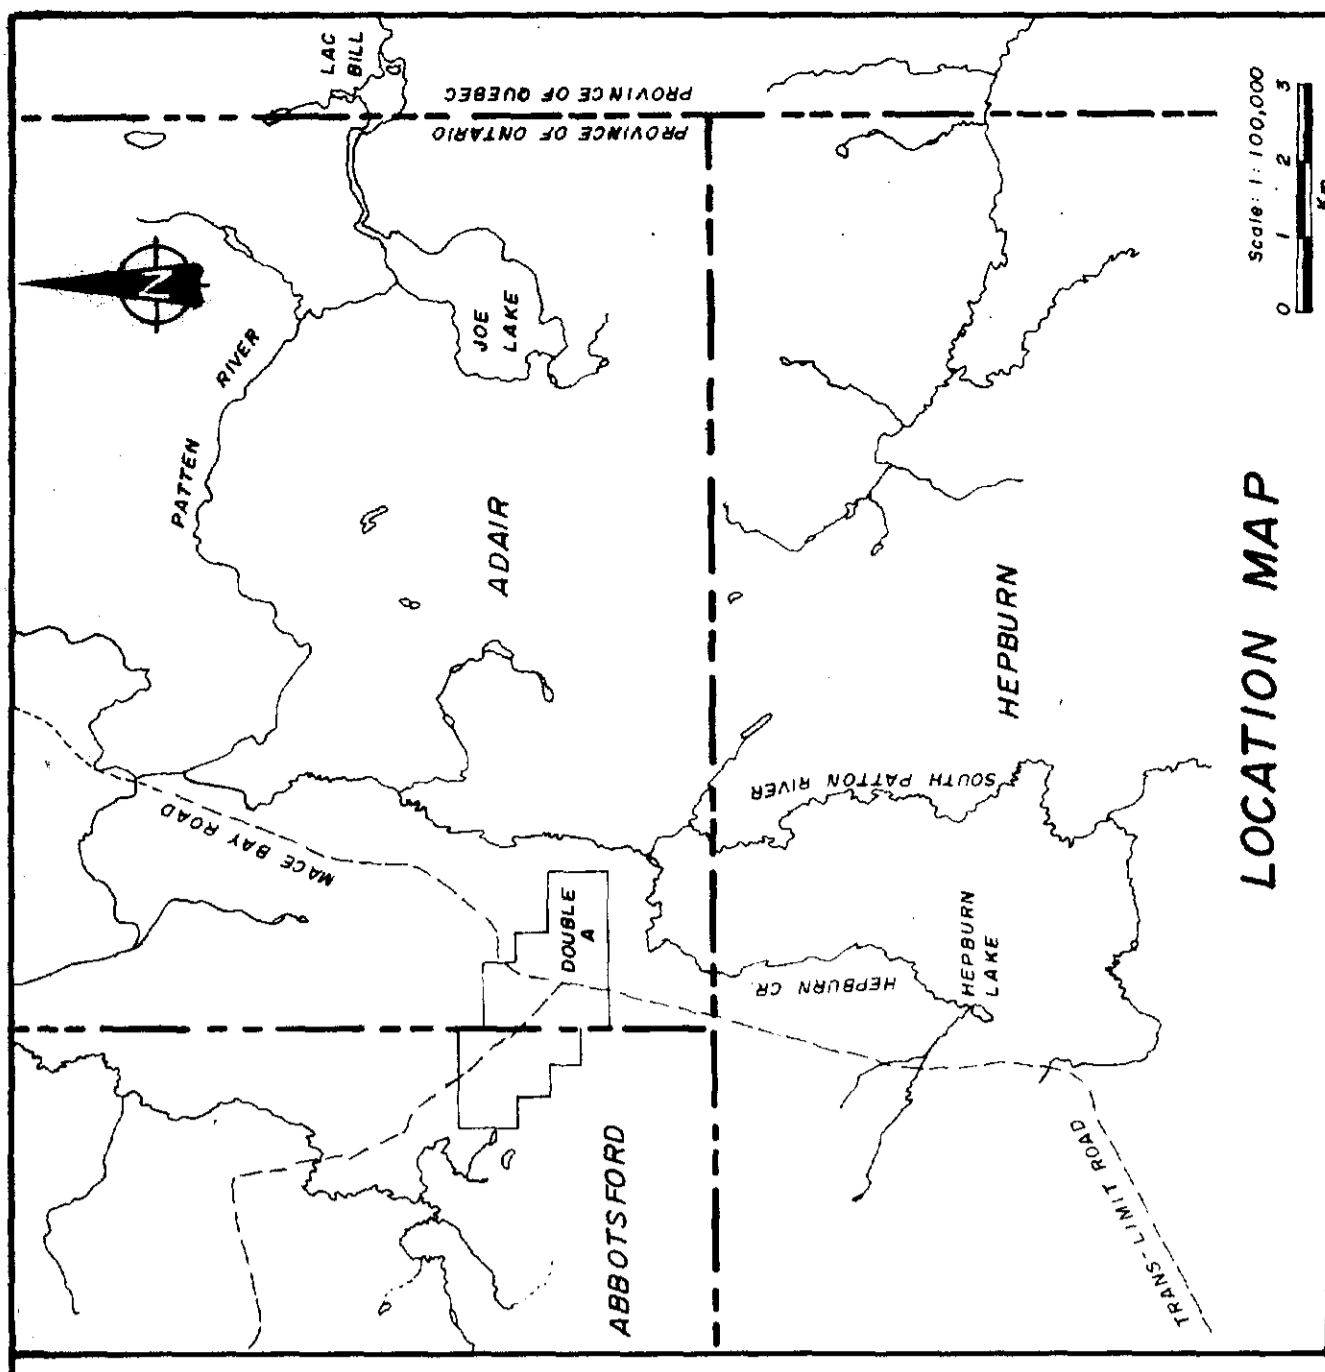 LAC
BILL
PROVINCE OF QUEBEC
PROVINCE OF ONTARIO
N
PATTEN RIVER
JOE
LAKE
ADAIR
MACE BAY ROAD
DOUBLE
A
ABBOTSFORD
HEPBURN
SOUTH PATTON RIVER
HEPBURN CR.
HEPBURN
LAKE
TRANS-LIMIT ROAD
LOCATION MAP
Scale: 1:100,000
0 1 2 3
Km